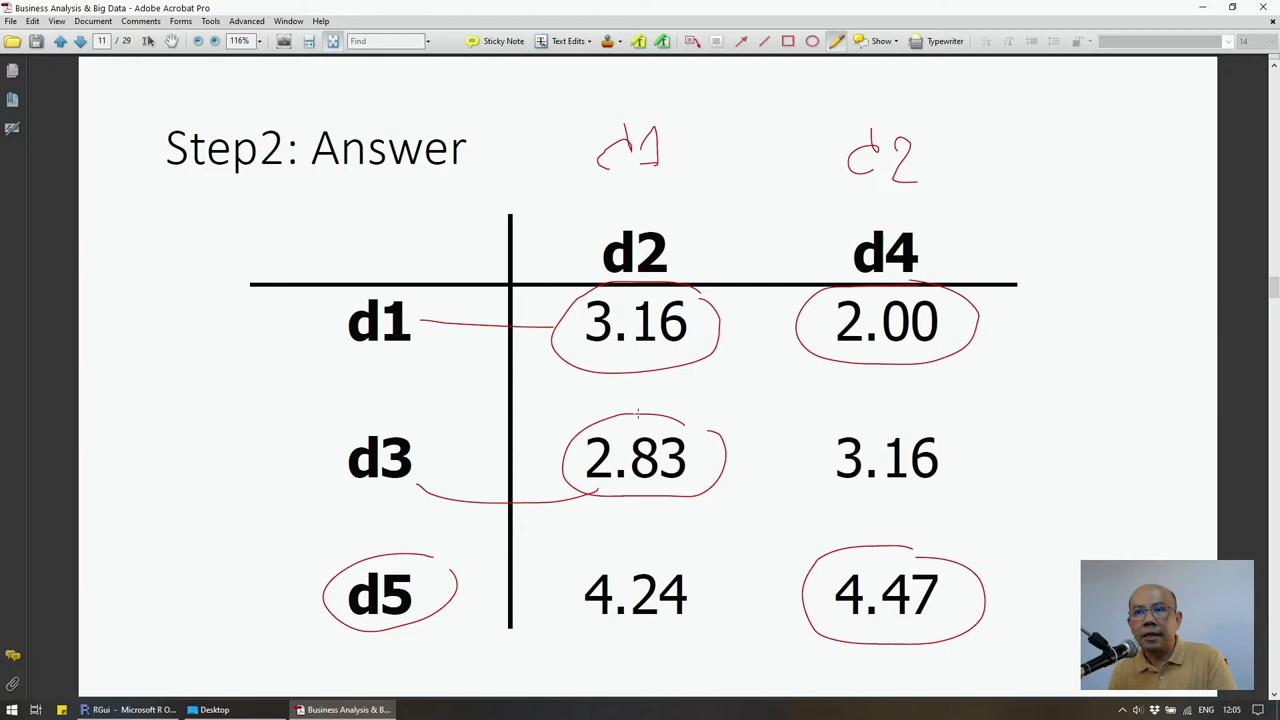 Business Analysis & Big Data - Adobe Acrobat Pro
File Edit View Document Comments Forms Tools Advanced Window Help
11 / 29 116% Find Sticky Note Text Edits Show Typewriter 14
d1 d2
Step2: Answer
d2 d4
d1 3.16 2.00
d3 2.83 3.16
d5 4.24 4.47
RGui - Microsoft R O... Desktop Business Analysis & B... ENG 12:05